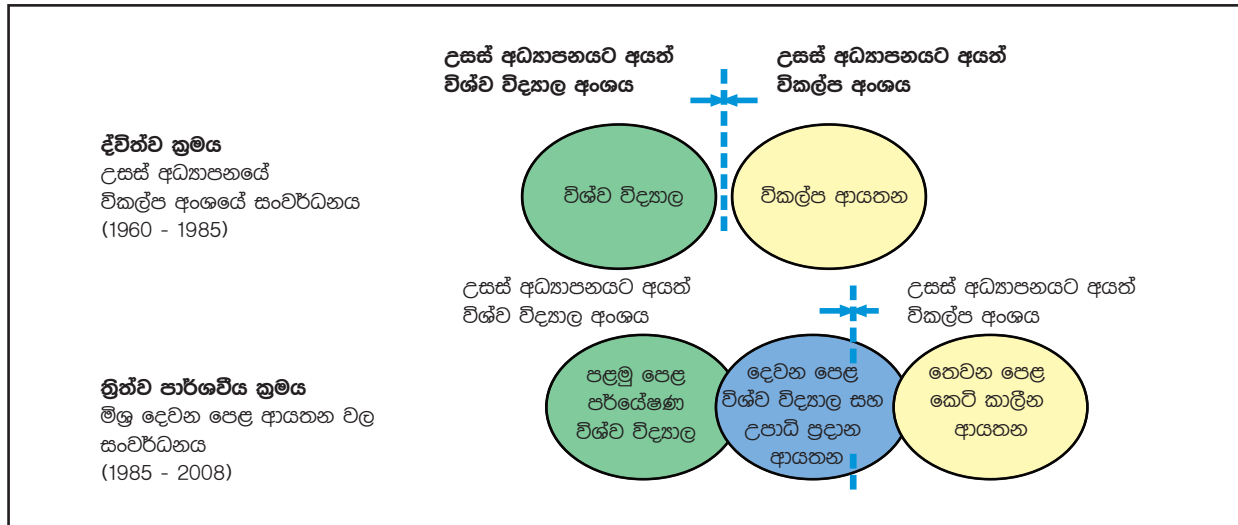 උසස් අධ්‍යාපනයට අයත්
විශ්ව විද්‍යාල අංශය
උසස් අධ්‍යාපනයට අයත්
විකල්ප අංශය
ද්විත්ව ක්‍රමය
උසස් අධ්‍යාපනයේ
විකල්ප අංශයේ සංවර්ධනය
(1960 - 1985)
විශ්ව විද්‍යාල
විකල්ප ආයතන
උසස් අධ්‍යාපනයට අයත්
විශ්ව විද්‍යාල අංශය
උසස් අධ්‍යාපනයට අයත්
විකල්ප අංශය
ත්‍රිත්ව පාර්ශවීය ක්‍රමය
මිශ්‍ර දෙවන පෙළ ආයතන වල
සංවර්ධනය
(1985 - 2008)
පළමු පෙළ
පර්යේෂණ
විශ්ව විද්‍යාල
දෙවන පෙළ
විශ්ව විද්‍යාල සහ
උපාධි ප්‍රදාන
ආයතන
තෙවන පෙළ
කෙටි කාලීන
ආයතන